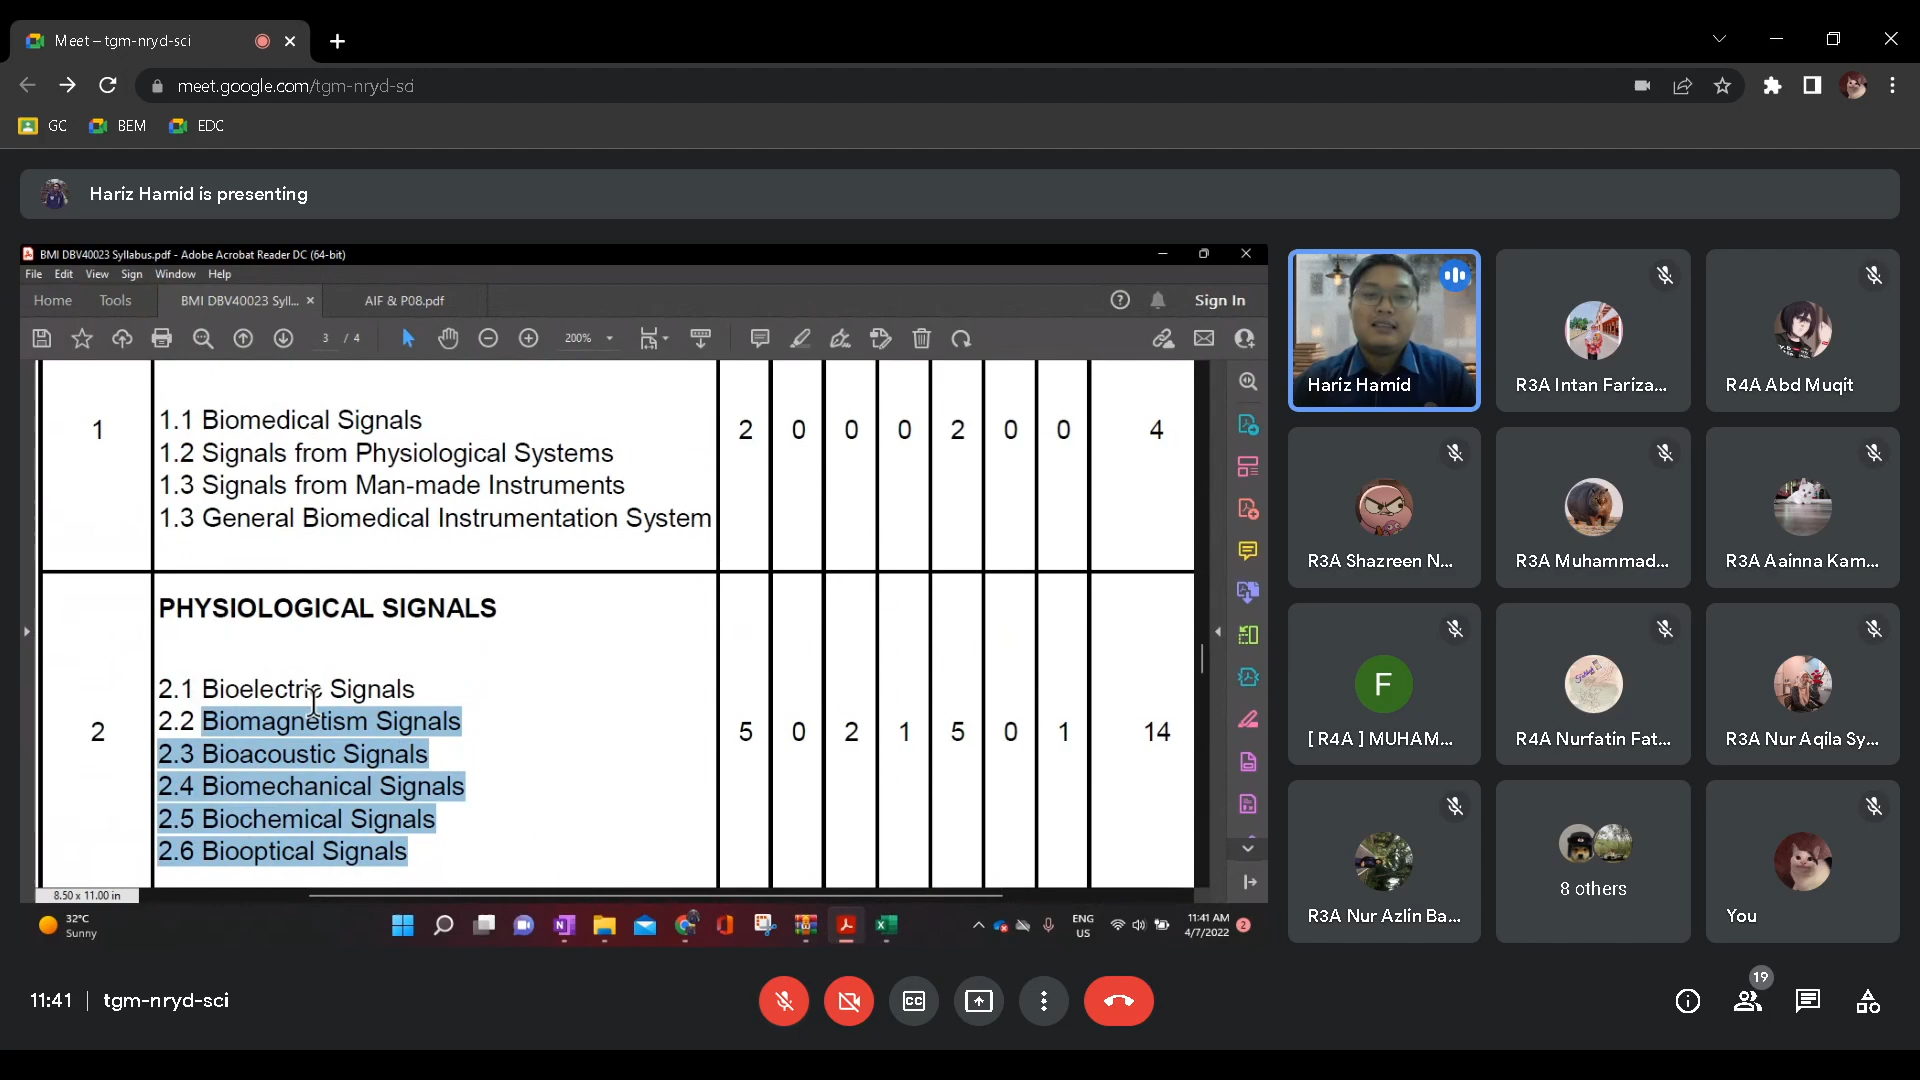 Meet – tgm-nryd-sci
meet.google.com/tgm-nryd-sci
GC
BEM
EDC
Hariz Hamid is presenting
BMI DBV40023 Syllabus.pdf - Adobe Acrobat Reader DC (64-bit)
File Edit View Sign Window Help
Home Tools BMI DBV40023 Syll... AIF & P08.pdf Sign In
3 / 4 200%
1
1.1 Biomedical Signals
1.2 Signals from Physiological Systems
1.3 Signals from Man-made Instruments
1.3 General Biomedical Instrumentation System
2 0 0 0 2 0 0 4
PHYSIOLOGICAL SIGNALS
2
2.1 Bioelectric Signals
2.2 Biomagnetism Signals
2.3 Bioacoustic Signals
2.4 Biomechanical Signals
2.5 Biochemical Signals
2.6 Biooptical Signals
5 0 2 1 5 0 1 14
8.50 x 11.00 in
32°C
Sunny
ENG
US
11:41 AM
4/7/2022
2
Hariz Hamid
R3A Intan Fariza...
R4A Abd Muqit
R3A Shazreen N...
R3A Muhammad...
R3A Aainna Kam...
F
[ R4A ] MUHAM...
R4A Nurfatin Fat...
R3A Nur Aqila Sy...
R3A Nur Azlin Ba...
8 others
You
11:41 | tgm-nryd-sci
CC
19